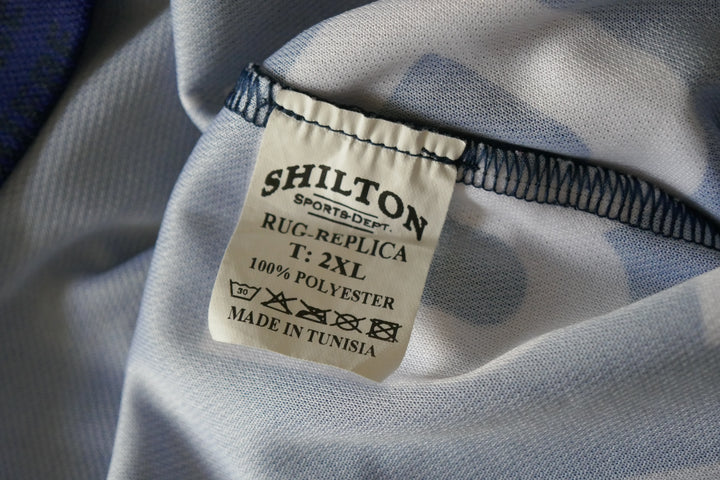 SHILTON
SPORTS-DEPT.
RUG-REPLICA
T: 2XL
100% POLYESTER
30
MADE IN TUNISIA